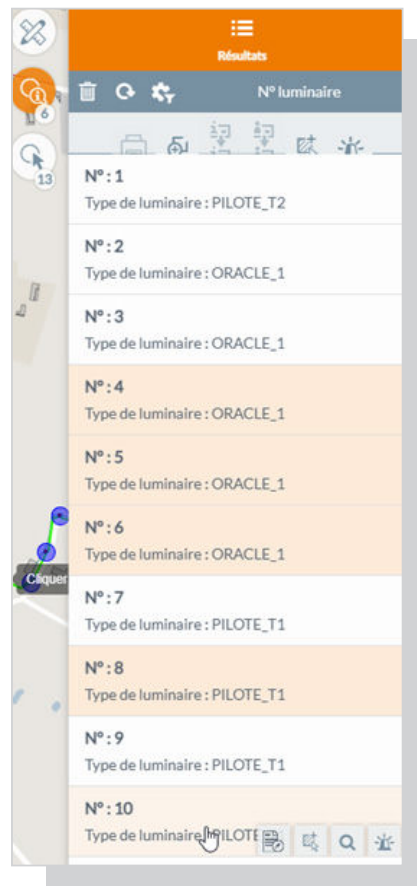 Résultats
6
N° luminaire
13
N° : 1
Type de luminaire : PILOTE_T2
N° : 2
Type de luminaire : ORACLE_1
N° : 3
Type de luminaire : ORACLE_1
N° : 4
Type de luminaire : ORACLE_1
N° : 5
Type de luminaire : ORACLE_1
N° : 6
Type de luminaire : ORACLE_1
Cliquer
N° : 7
Type de luminaire : PILOTE_T1
N° : 8
Type de luminaire : PILOTE_T1
N° : 9
Type de luminaire : PILOTE_T1
N° : 10
Type de luminaire